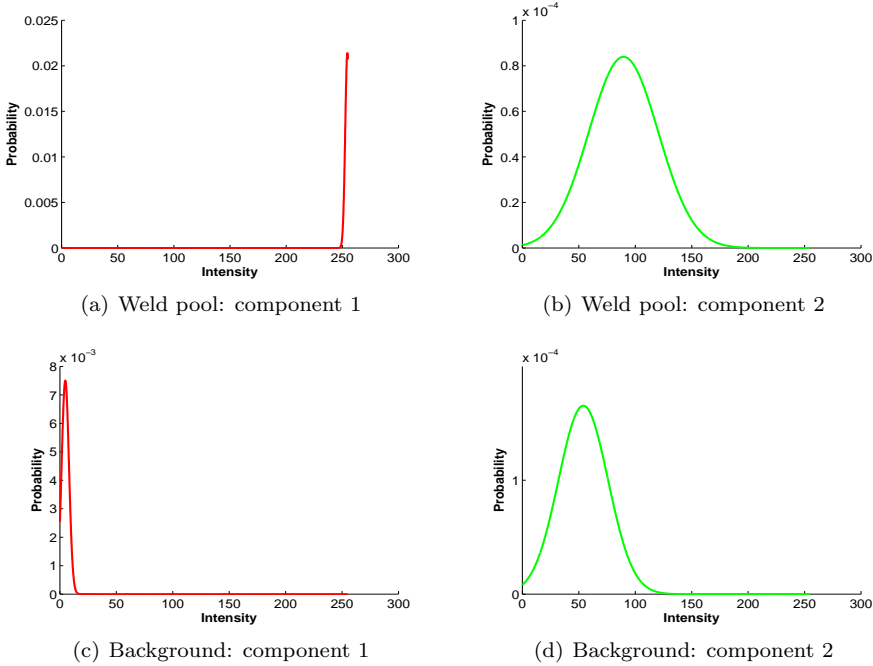 0.025
0.02
0.015
0.01
0.005
0
Probability
0 50 100 150 200 250 300
Intensity
(a) Weld pool: component 1
x 10⁻⁴
1
0.8
0.6
0.4
0.2
0
Probability
0 50 100 150 200 250 300
Intensity
(b) Weld pool: component 2
x 10⁻³
8
7
6
5
4
3
2
1
0
Probability
0 50 100 150 200 250 300
Intensity
(c) Background: component 1
x 10⁻⁴
1
0
Probability
0 50 100 150 200 250 300
Intensity
(d) Background: component 2